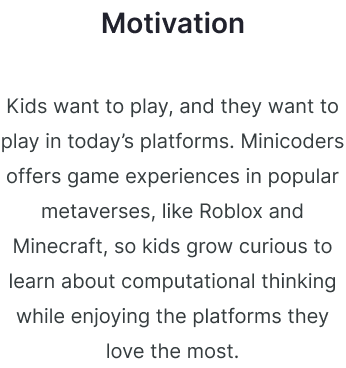 Motivation
Kids want to play, and they want to
play in today’s platforms. Minicoders
offers game experiences in popular
metaverses, like Roblox and
Minecraft, so kids grow curious to
learn about computational thinking
while enjoying the platforms they
love the most.